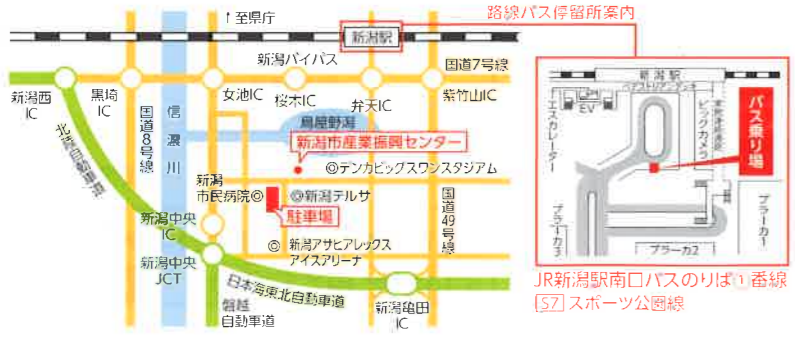 ↑至県庁
路線バス停留所案内
新潟駅
新潟バイパス
国道7号線
新潟西
IC
黒埼
IC
女池IC
桜木IC
弁天IC
紫竹山IC
国道8号線
信濃川
鳥屋野潟
新潟市産業振興センター
◎デンカビッグスワンスタジアム
北陸自動車道
新潟
市民病院◎
◎新潟テルサ
駐車場
国道49号線
新潟中央
IC
◎新潟アサヒアレックス
アイスアリーナ
新潟中央
JCT
日本海東北自動車道
磐越
自動車道
新潟亀田
IC
新潟駅
ペデストリアンデッキ
EV
エスカレーター
ビックカメラ
バス乗り場
プラーカ3
プラーカ2
プラーカ1
JR新潟駅南口バスのりば①番線
S7 スポーツ公園線